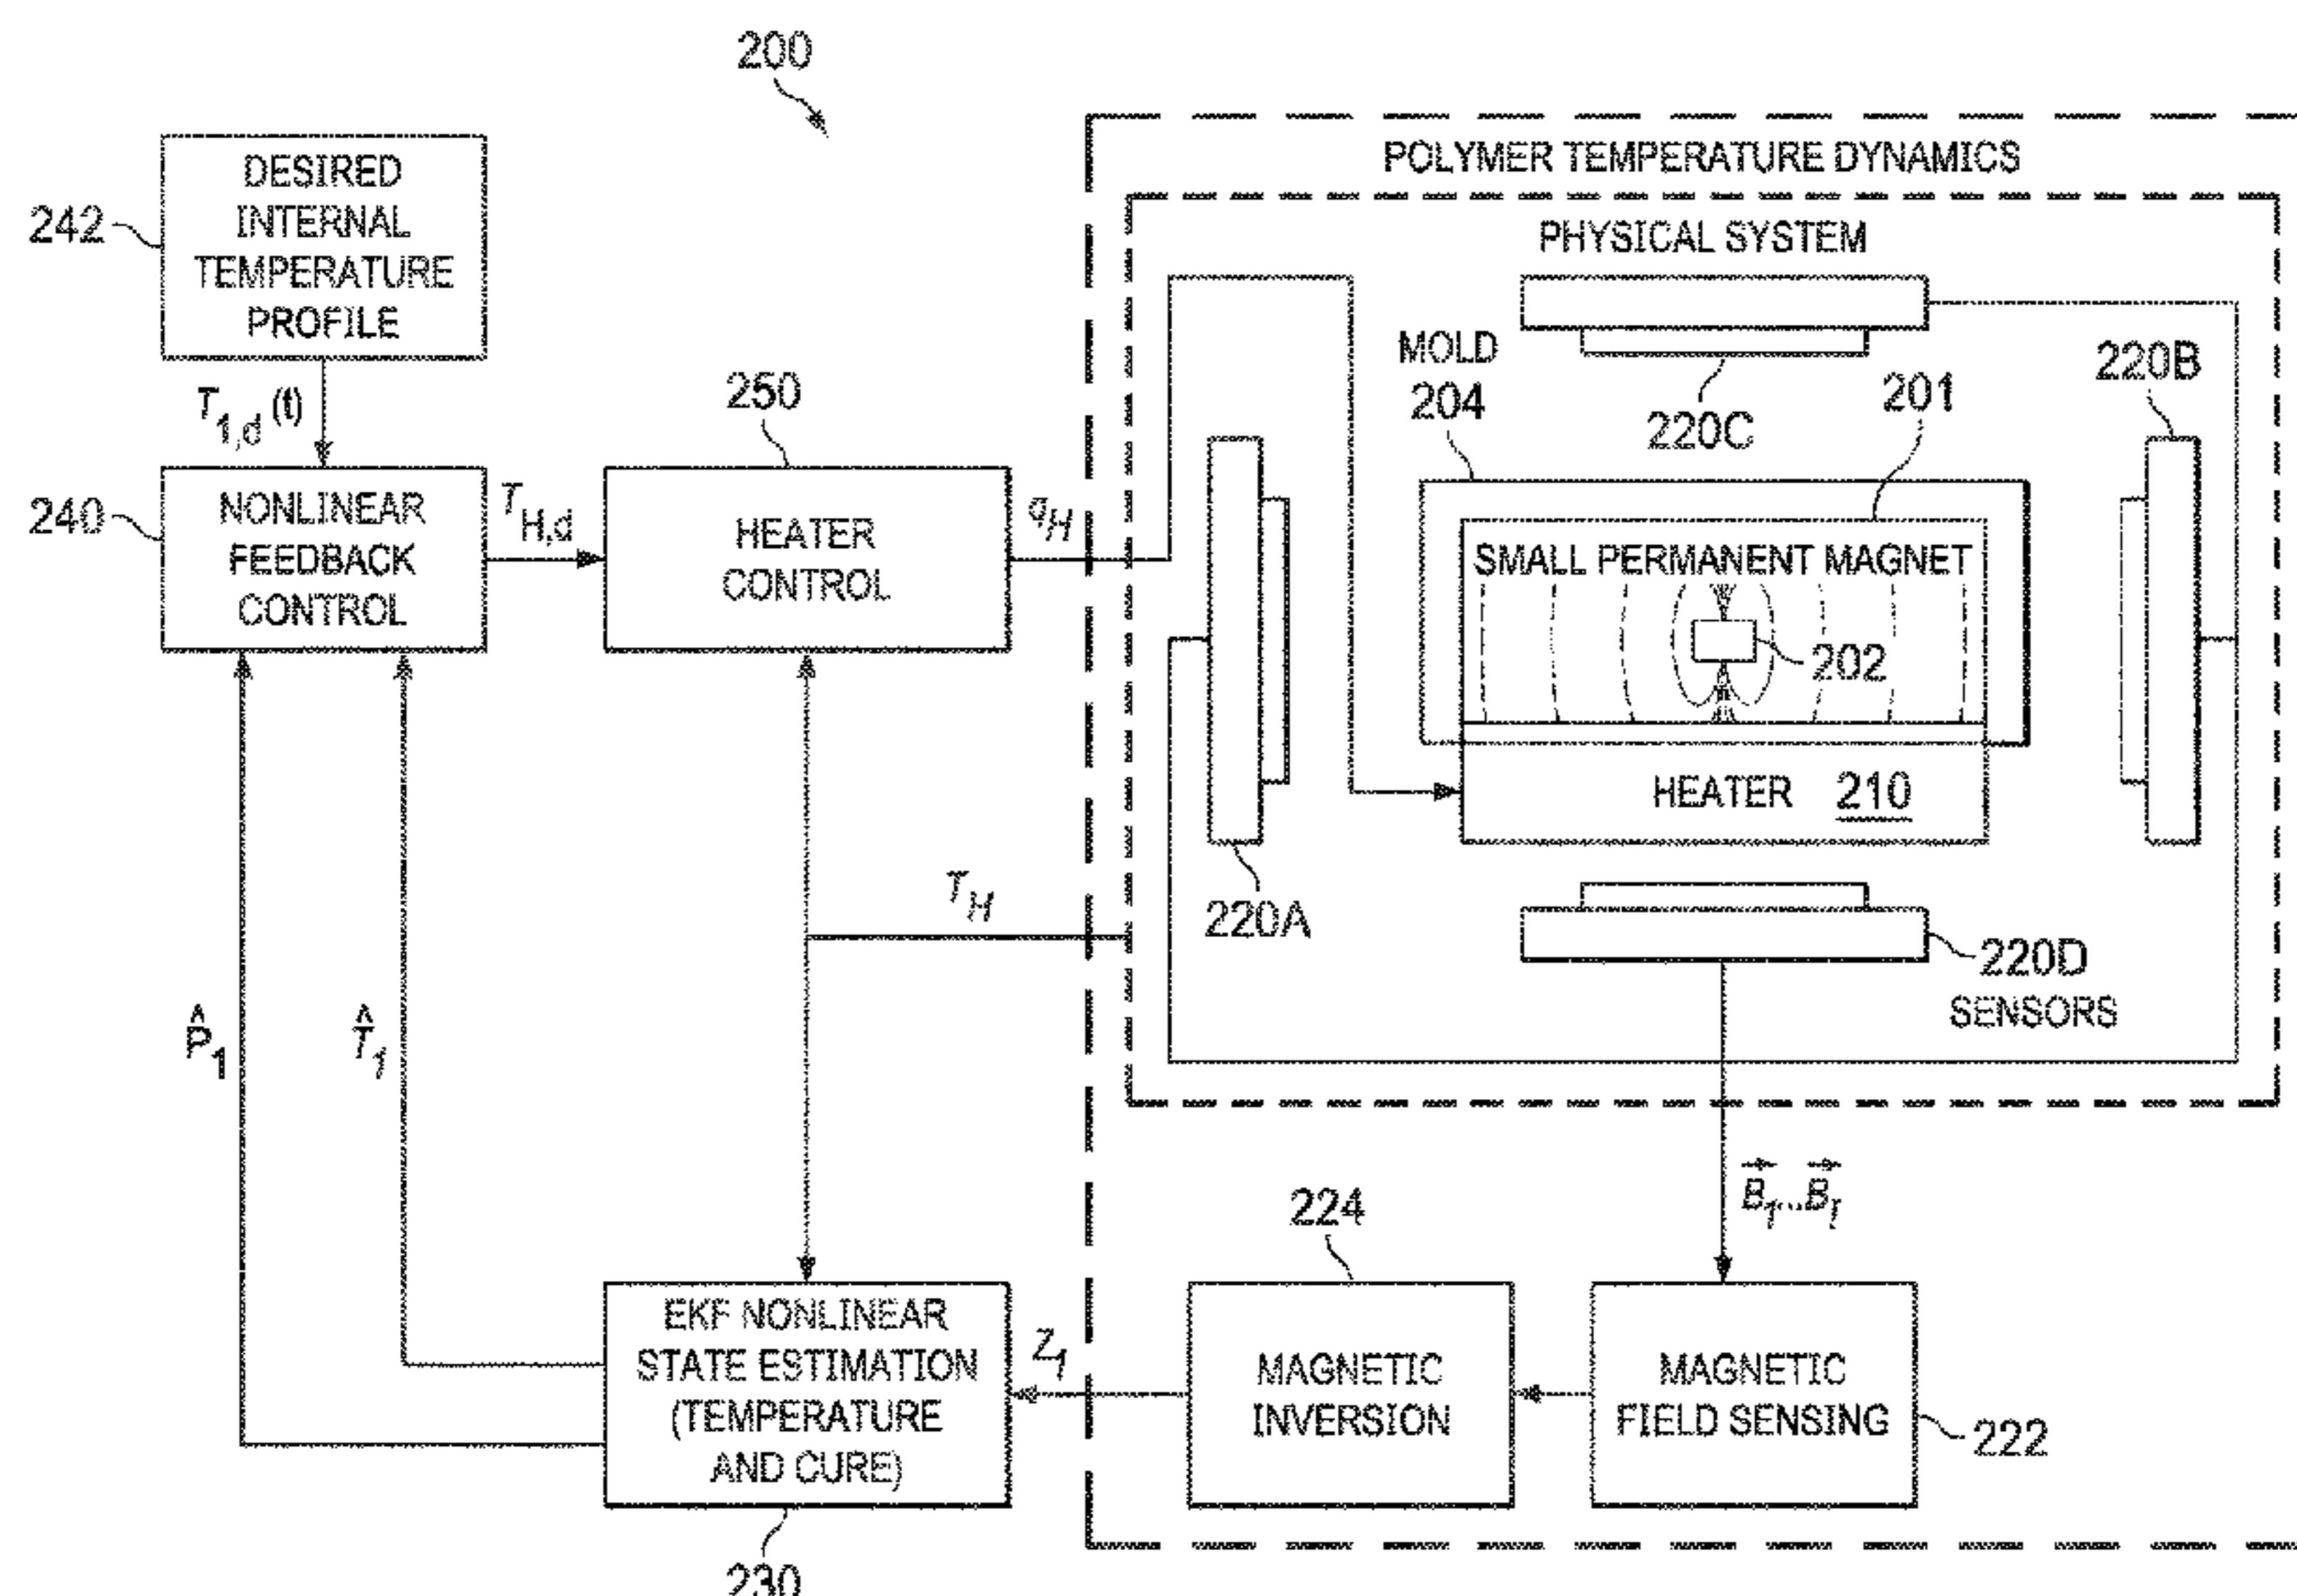 200
DESIRED
INTERNAL
TEMPERATURE
PROFILE
242
T1,d (t)
240
NONLINEAR
FEEDBACK
CONTROL
TH,d
250
HEATER
CONTROL
qH
POLYMER TEMPERATURE DYNAMICS
PHYSICAL SYSTEM
MOLD
204
220C
201
220B
SMALL PERMANENT MAGNET
202
HEATER 210
220A
220D
SENSORS
TH
P̂1
T̂1
B⃗1...B⃗I
224
EKF NONLINEAR
STATE ESTIMATION
(TEMPERATURE
AND CURE)
230
Z1
MAGNETIC
INVERSION
MAGNETIC
FIELD SENSING
222